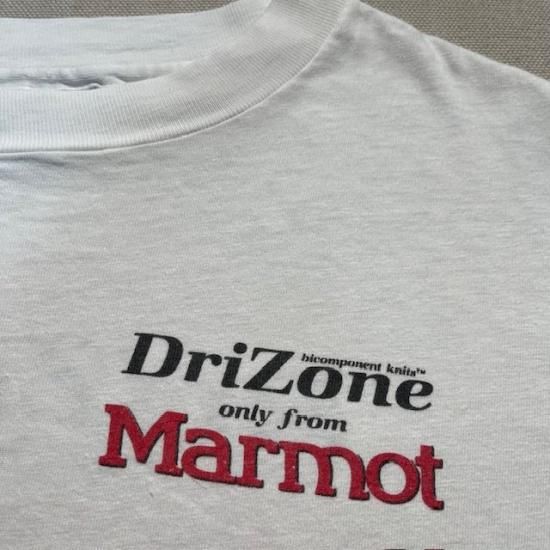 DriZone
bicomponent knits™
only from
Marmot